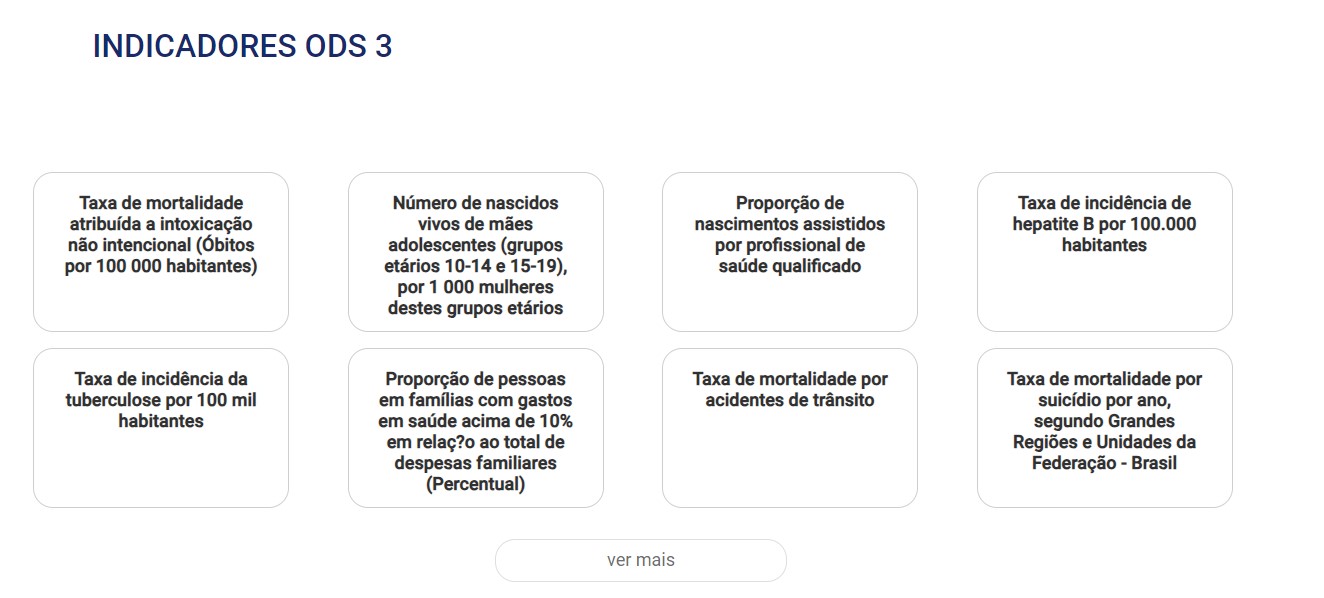 INDICADORES ODS 3
Taxa de mortalidade
atribuída a intoxicação
não intencional (Óbitos
por 100 000 habitantes)
Número de nascidos
vivos de mães
adolescentes (grupos
etários 10-14 e 15-19),
por 1 000 mulheres
destes grupos etários
Proporção de
nascimentos assistidos
por profissional de
saúde qualificado
Taxa de incidência de
hepatite B por 100.000
habitantes
Taxa de incidência da
tuberculose por 100 mil
habitantes
Proporção de pessoas
em famílias com gastos
em saúde acima de 10%
em relaç?o ao total de
despesas familiares
(Percentual)
Taxa de mortalidade por
acidentes de trânsito
Taxa de mortalidade por
suicídio por ano,
segundo Grandes
Regiões e Unidades da
Federação - Brasil
ver mais